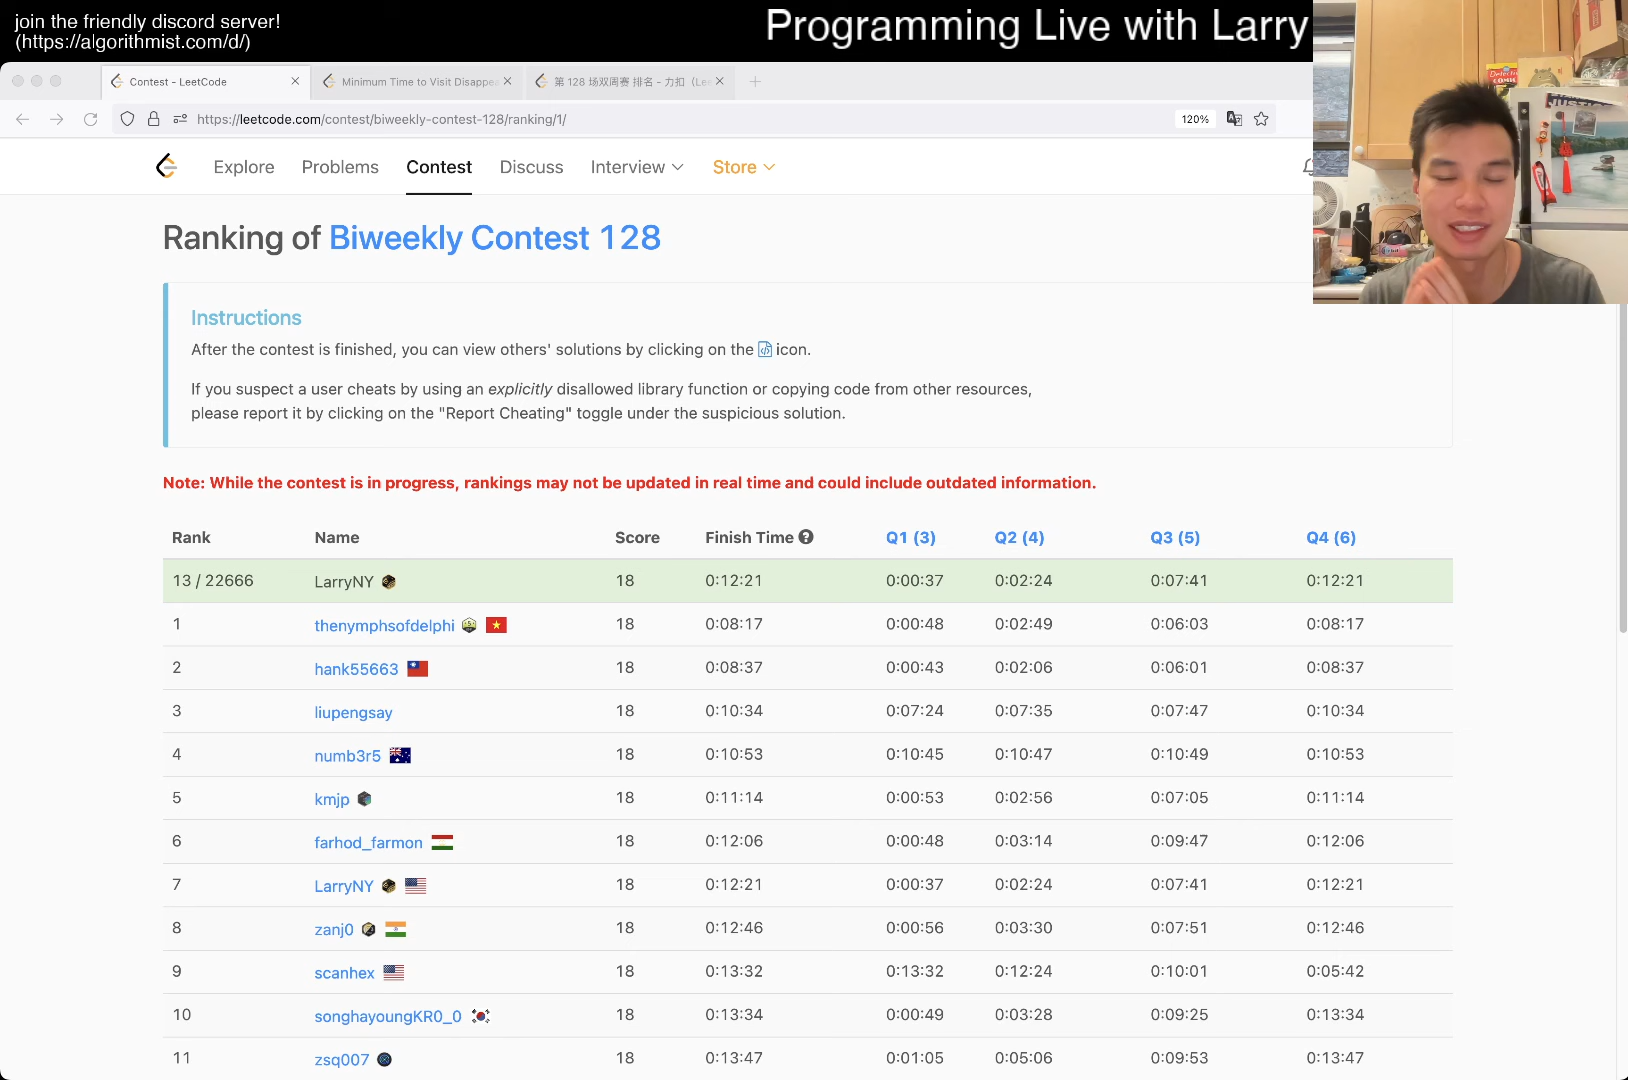 join the friendly discord server!
(https://algorithmist.com/d/)
Programming Live with Larry
Contest - LeetCode
Minimum Time to Visit Disappea
第 128 场双周赛 排名 - 力扣（Lee
https://leetcode.com/contest/biweekly-contest-128/ranking/1/
120%
Explore Problems Contest Discuss Interview Store
Ranking of Biweekly Contest 128
Instructions
After the contest is finished, you can view others' solutions by clicking on the icon.
If you suspect a user cheats by using an explicitly disallowed library function or copying code from other resources,
please report it by clicking on the "Report Cheating" toggle under the suspicious solution.
Note: While the contest is in progress, rankings may not be updated in real time and could include outdated information.
Rank Name Score Finish Time Q1 (3) Q2 (4) Q3 (5) Q4 (6)
13 / 22666 LarryNY 18 0:12:21 0:00:37 0:02:24 0:07:41 0:12:21
1 thenymphsofdelphi 18 0:08:17 0:00:48 0:02:49 0:06:03 0:08:17
2 hank55663 18 0:08:37 0:00:43 0:02:06 0:06:01 0:08:37
3 liupengsay 18 0:10:34 0:07:24 0:07:35 0:07:47 0:10:34
4 numb3r5 18 0:10:53 0:10:45 0:10:47 0:10:49 0:10:53
5 kmjp 18 0:11:14 0:00:53 0:02:56 0:07:05 0:11:14
6 farhod_farmon 18 0:12:06 0:00:48 0:03:14 0:09:47 0:12:06
7 LarryNY 18 0:12:21 0:00:37 0:02:24 0:07:41 0:12:21
8 zanj0 18 0:12:46 0:00:56 0:03:30 0:07:51 0:12:46
9 scanhex 18 0:13:32 0:13:32 0:12:24 0:10:01 0:05:42
10 songhayoungKR0_0 18 0:13:34 0:00:49 0:03:28 0:09:25 0:13:34
11 zsq007 18 0:13:47 0:01:05 0:05:06 0:09:53 0:13:47